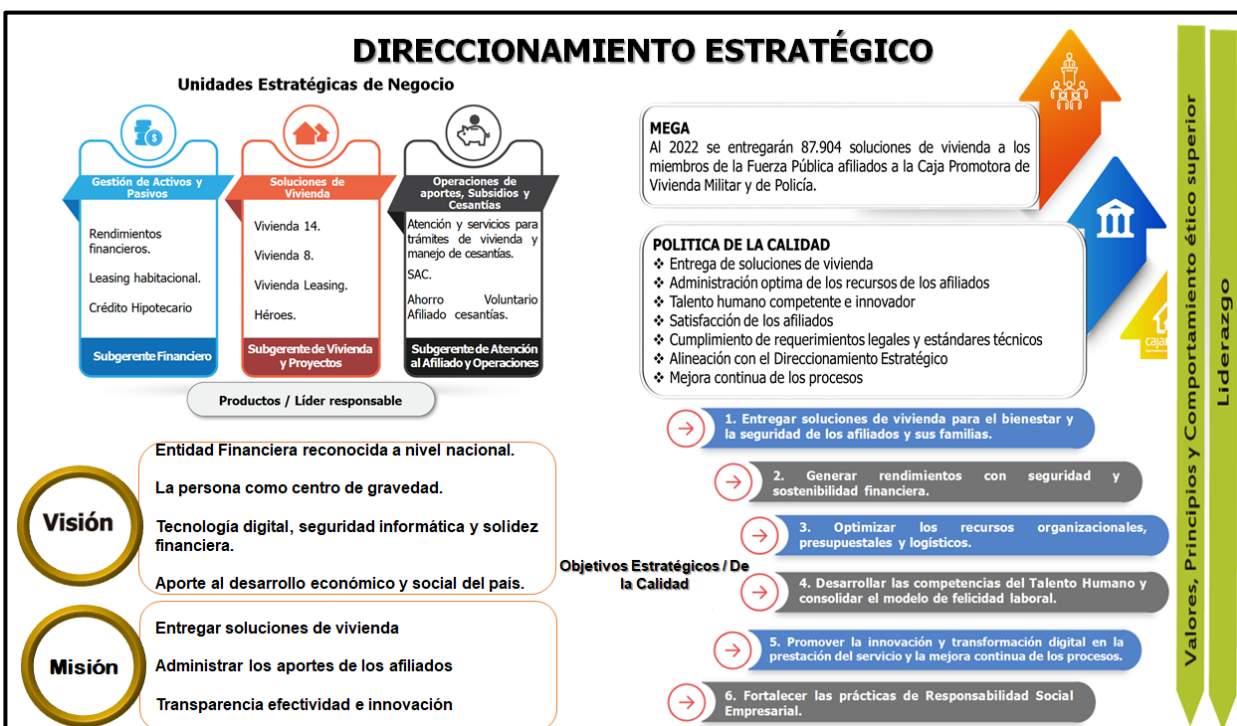 DIRECCIONAMIENTO ESTRATÉGICO
Unidades Estratégicas de Negocio
Gestión de Activos y
Pasivos
Rendimientos
financieros.
Leasing habitacional.
Crédito Hipotecario
Subgerente Financiero
Soluciones de
Vivienda
Vivienda 14.
Vivienda 8.
Vivienda Leasing.
Héroes.
Subgerente de Vivienda
y Proyectos
Operaciones de
aportes, Subsidios y
Cesantías
Atención y servicios para
trámites de vivienda y
manejo de cesantías.
SAC.
Ahorro Voluntario
Afiliado cesantías.
Subgerente de Atención
al Afiliado y Operaciones
Productos / Líder responsable
MEGA
Al 2022 se entregarán 87.904 soluciones de vivienda a los
miembros de la Fuerza Pública afiliados a la Caja Promotora de
Vivienda Militar y de Policía.
POLITICA DE LA CALIDAD
❖ Entrega de soluciones de vivienda
❖ Administración optima de los recursos de los afiliados
❖ Talento humano competente e innovador
❖ Satisfacción de los afiliados
❖ Cumplimiento de requerimientos legales y estándares técnicos
❖ Alineación con el Direccionamiento Estratégico
❖ Mejora continua de los procesos
Visión
Entidad Financiera reconocida a nivel nacional.
La persona como centro de gravedad.
Tecnología digital, seguridad informática y solidez
financiera.
Aporte al desarrollo económico y social del país.
Misión
Entregar soluciones de vivienda
Administrar los aportes de los afiliados
Transparencia efectividad e innovación
Objetivos Estratégicos / De
la Calidad
1. Entregar soluciones de vivienda para el bienestar y
la seguridad de los afiliados y sus familias.
2. Generar rendimientos con seguridad y
sostenibilidad financiera.
3. Optimizar los recursos organizacionales,
presupuestales y logísticos.
4. Desarrollar las competencias del Talento Humano y
consolidar el modelo de felicidad laboral.
5. Promover la innovación y transformación digital en la
prestación del servicio y la mejora continua de los procesos.
6. Fortalecer las prácticas de Responsabilidad Social
Empresarial.
Valores, Principios y Comportamiento ético superior
Liderazgo